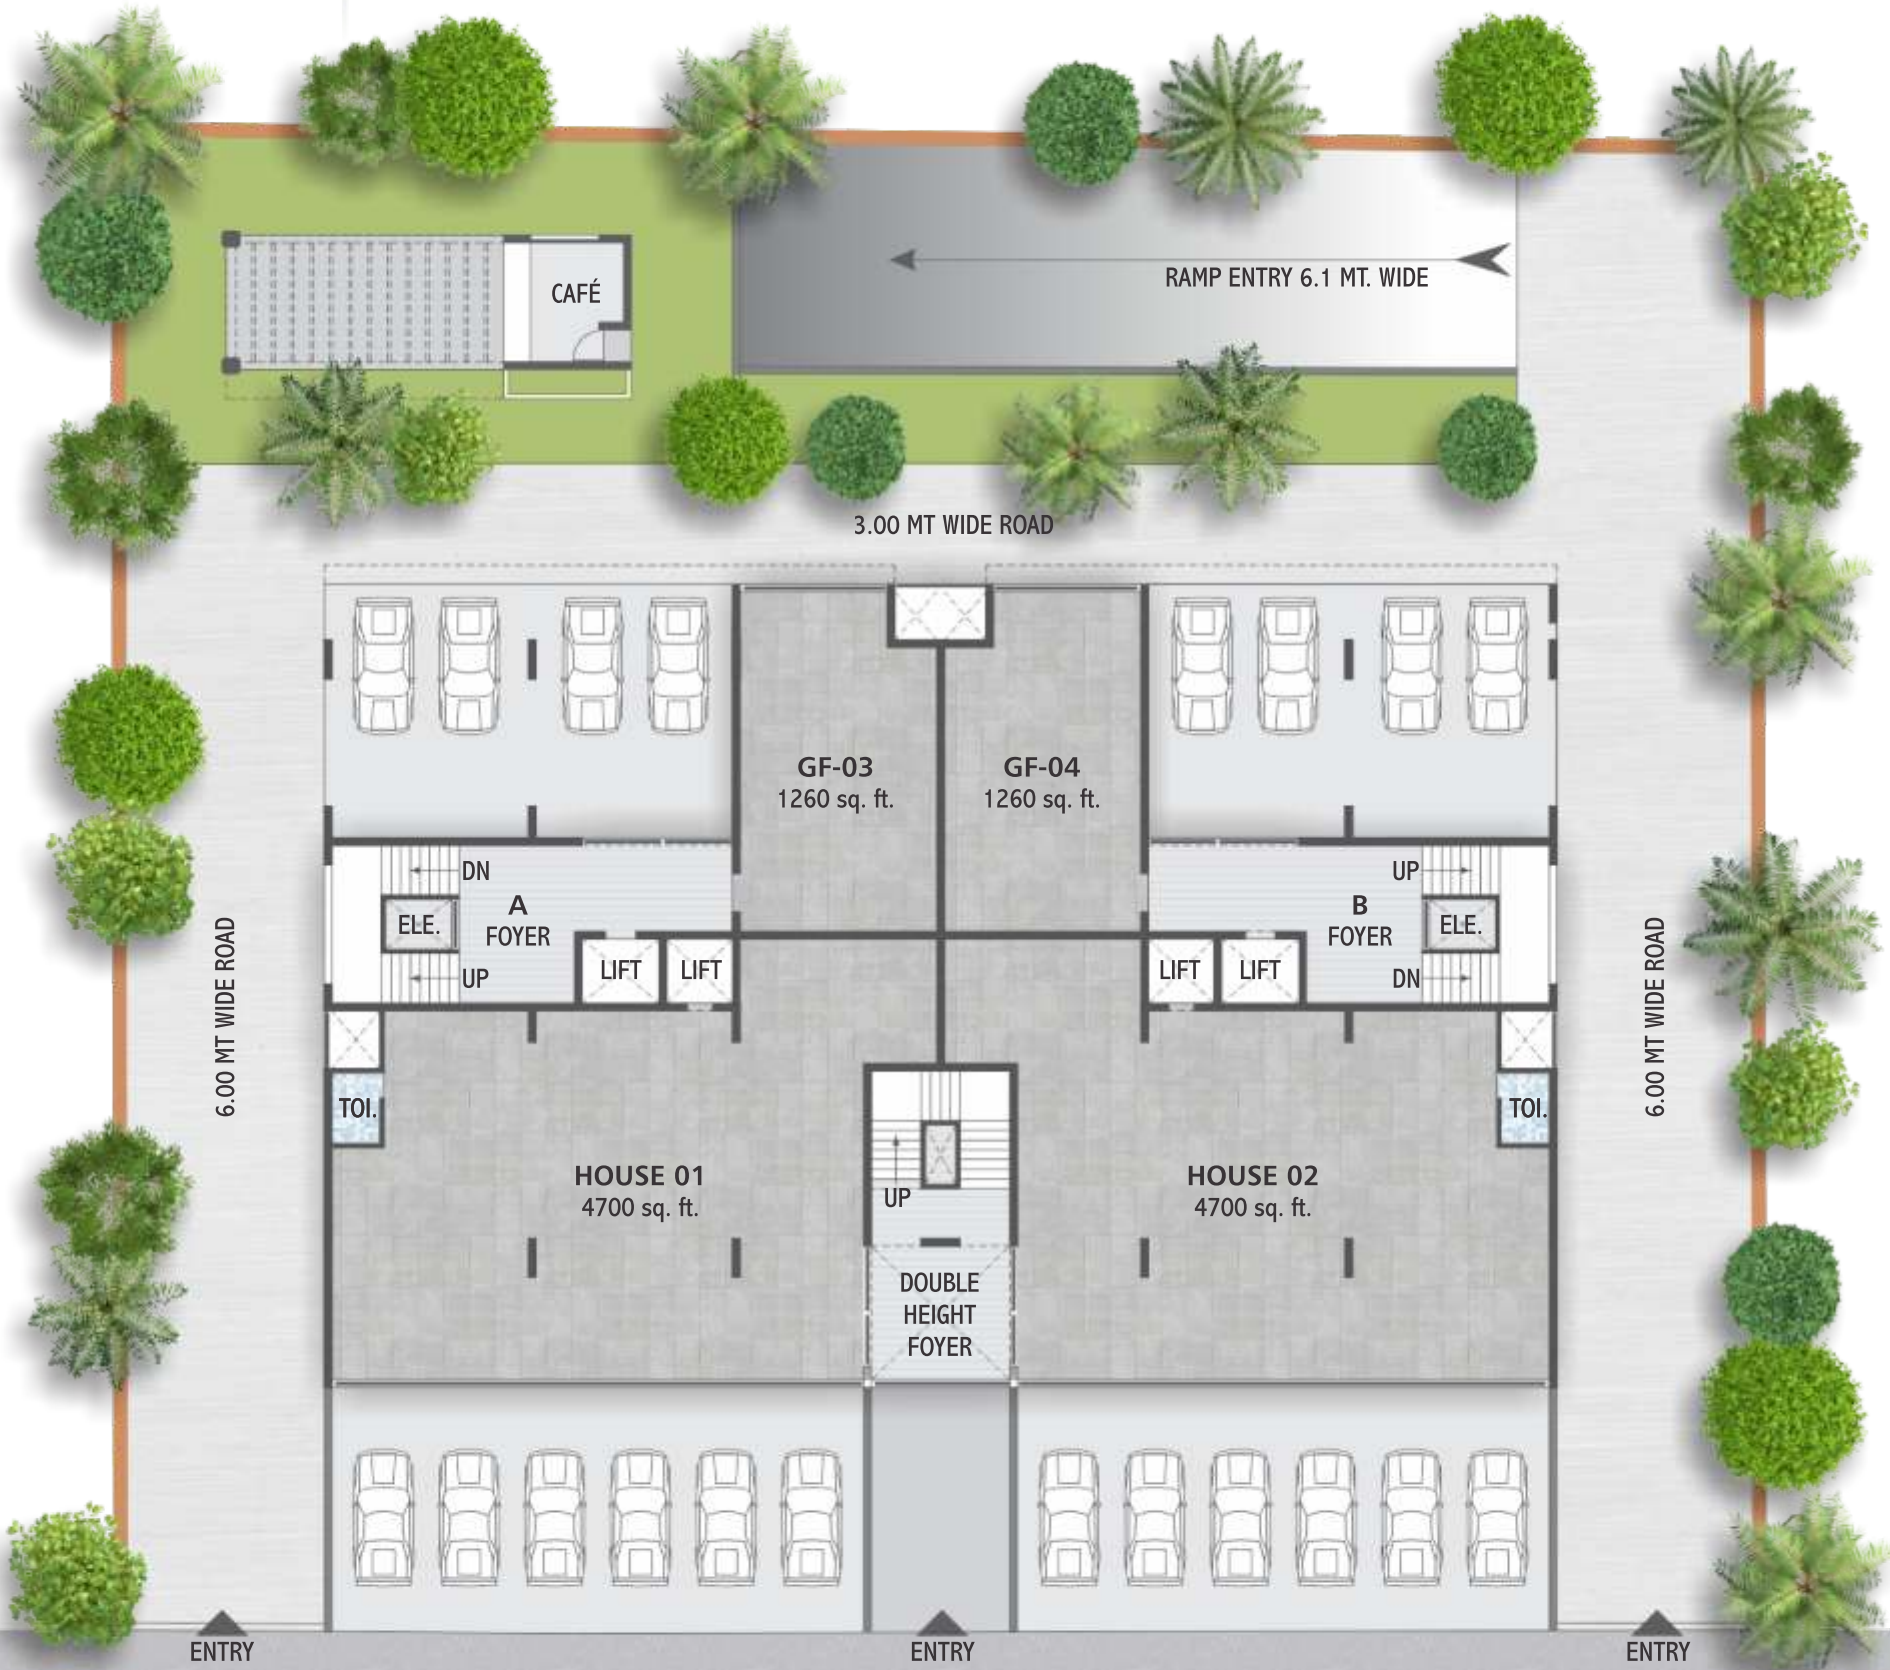 CAFÉ
RAMP ENTRY 6.1 MT. WIDE
3.00 MT WIDE ROAD
GF-03
1260 sq. ft.
GF-04
1260 sq. ft.
DN
A
FOYER
ELE.
UP
LIFT
LIFT
UP
B
FOYER
ELE.
DN
LIFT
LIFT
6.00 MT WIDE ROAD
6.00 MT WIDE ROAD
TOI.
TOI.
HOUSE 01
4700 sq. ft.
UP
HOUSE 02
4700 sq. ft.
DOUBLE
HEIGHT
FOYER
ENTRY
ENTRY
ENTRY